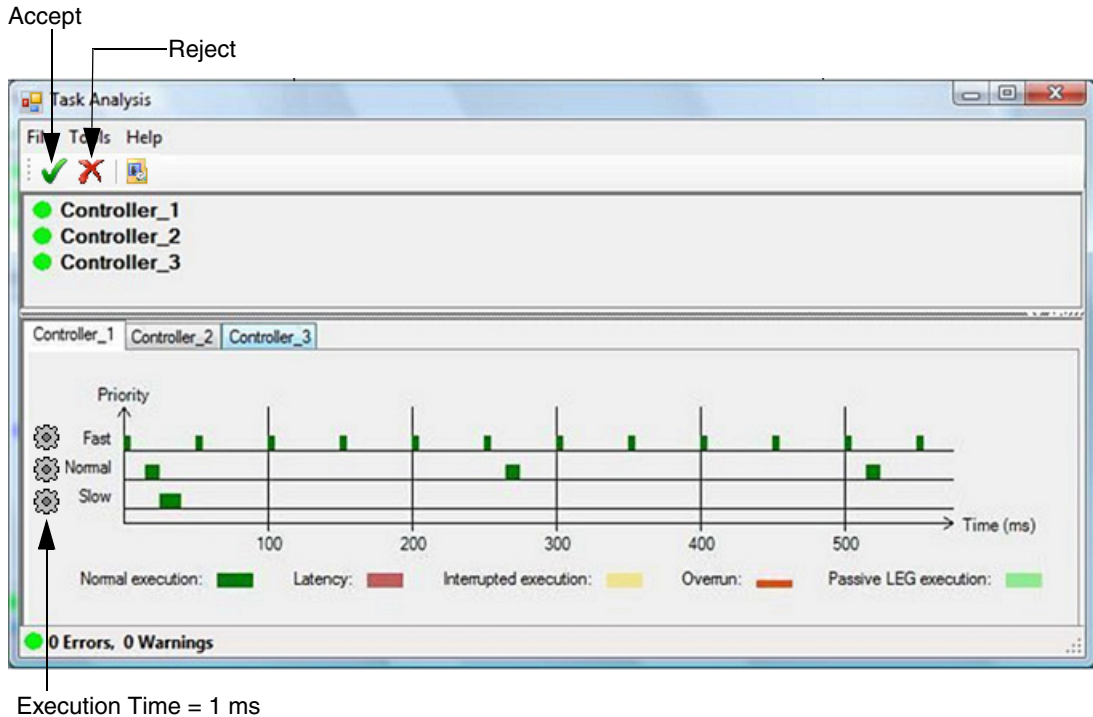 Accept
Reject
Task Analysis
File Tools Help
Controller_1
Controller_2
Controller_3
Controller_1 Controller_2 Controller_3
Priority
Fast
Normal
Slow
Time (ms)
100 200 300 400 500
Normal execution: Latency: Interrupted execution: Overrun: Passive LEG execution:
0 Errors, 0 Warnings
Execution Time = 1 ms